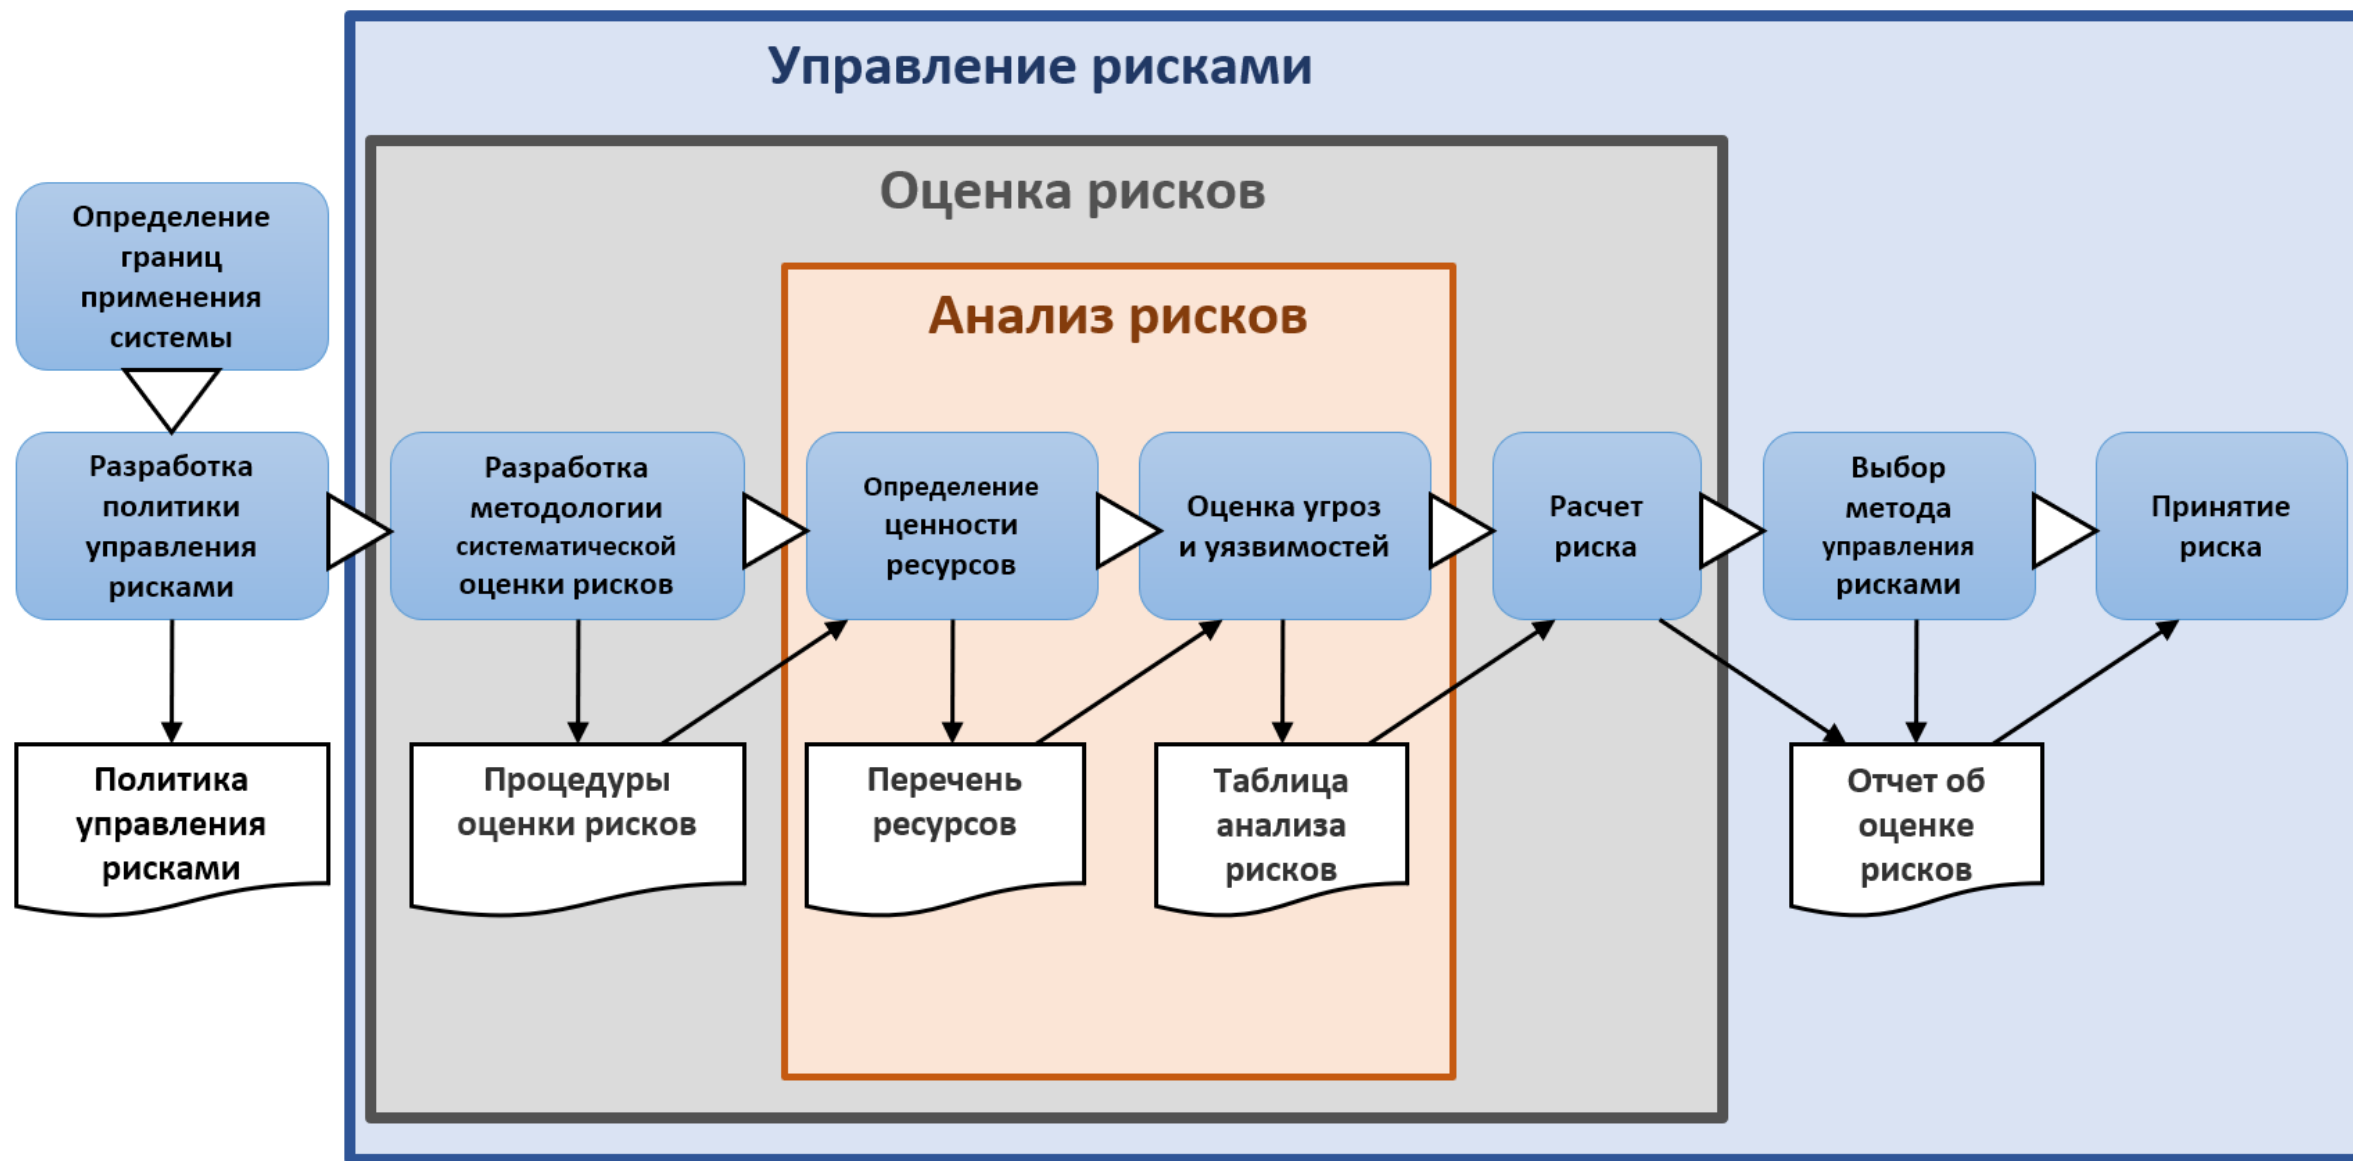 Управление рисками
Оценка рисков
Анализ рисков
Определение
границ
применения
системы
Разработка
политики
управления
рисками
Разработка
методологии
систематической
оценки рисков
Определение
ценности
ресурсов
Оценка угроз
и уязвимостей
Расчет
риска
Выбор
метода
управления
рисками
Принятие
риска
Политика
управления
рисками
Процедуры
оценки рисков
Перечень
ресурсов
Таблица
анализа
рисков
Отчет об
оценке
рисков